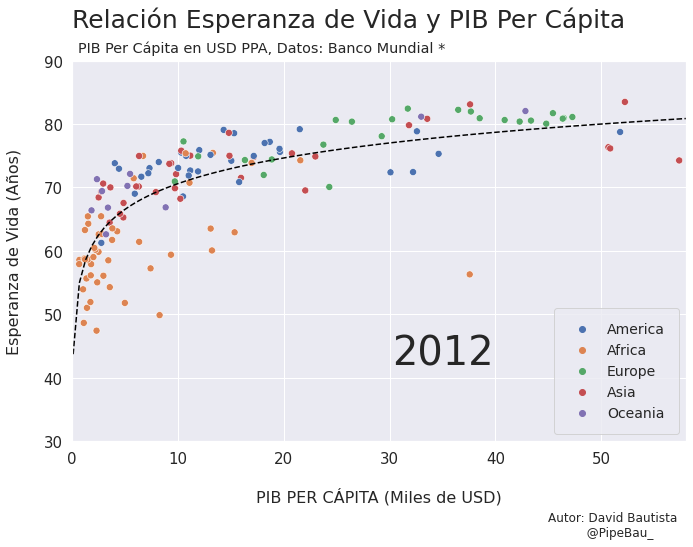 Relación Esperanza de Vida y PIB Per Cápita
PIB Per Cápita en USD PPA, Datos: Banco Mundial *
90
80
70
60
50
40
30
Esperanza de Vida (Años)
2012
America
Africa
Europe
Asia
Oceania
0 10 20 30 40 50
PIB PER CÁPITA (Miles de USD)
Autor: David Bautista
@PipeBau_